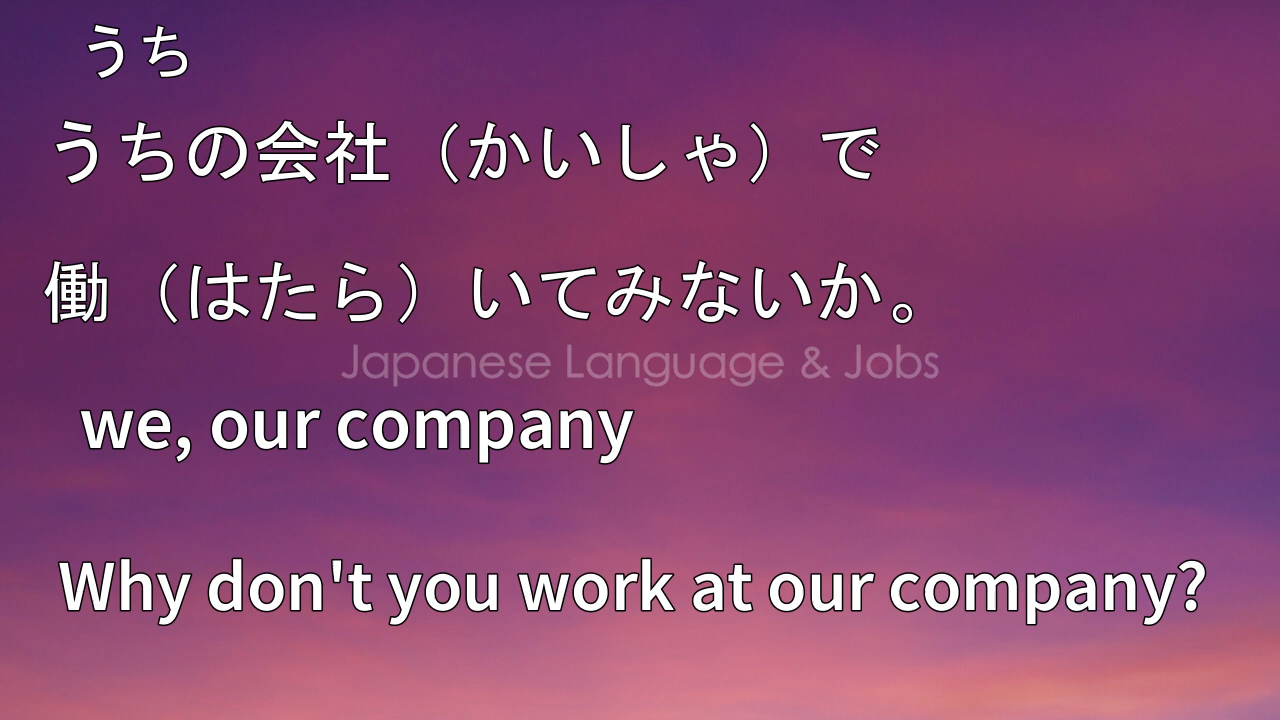 うち
うちの会社（かいしゃ）で
働（はたら）いてみないか。
Japanese Language & Jobs
we, our company
Why don't you work at our company?